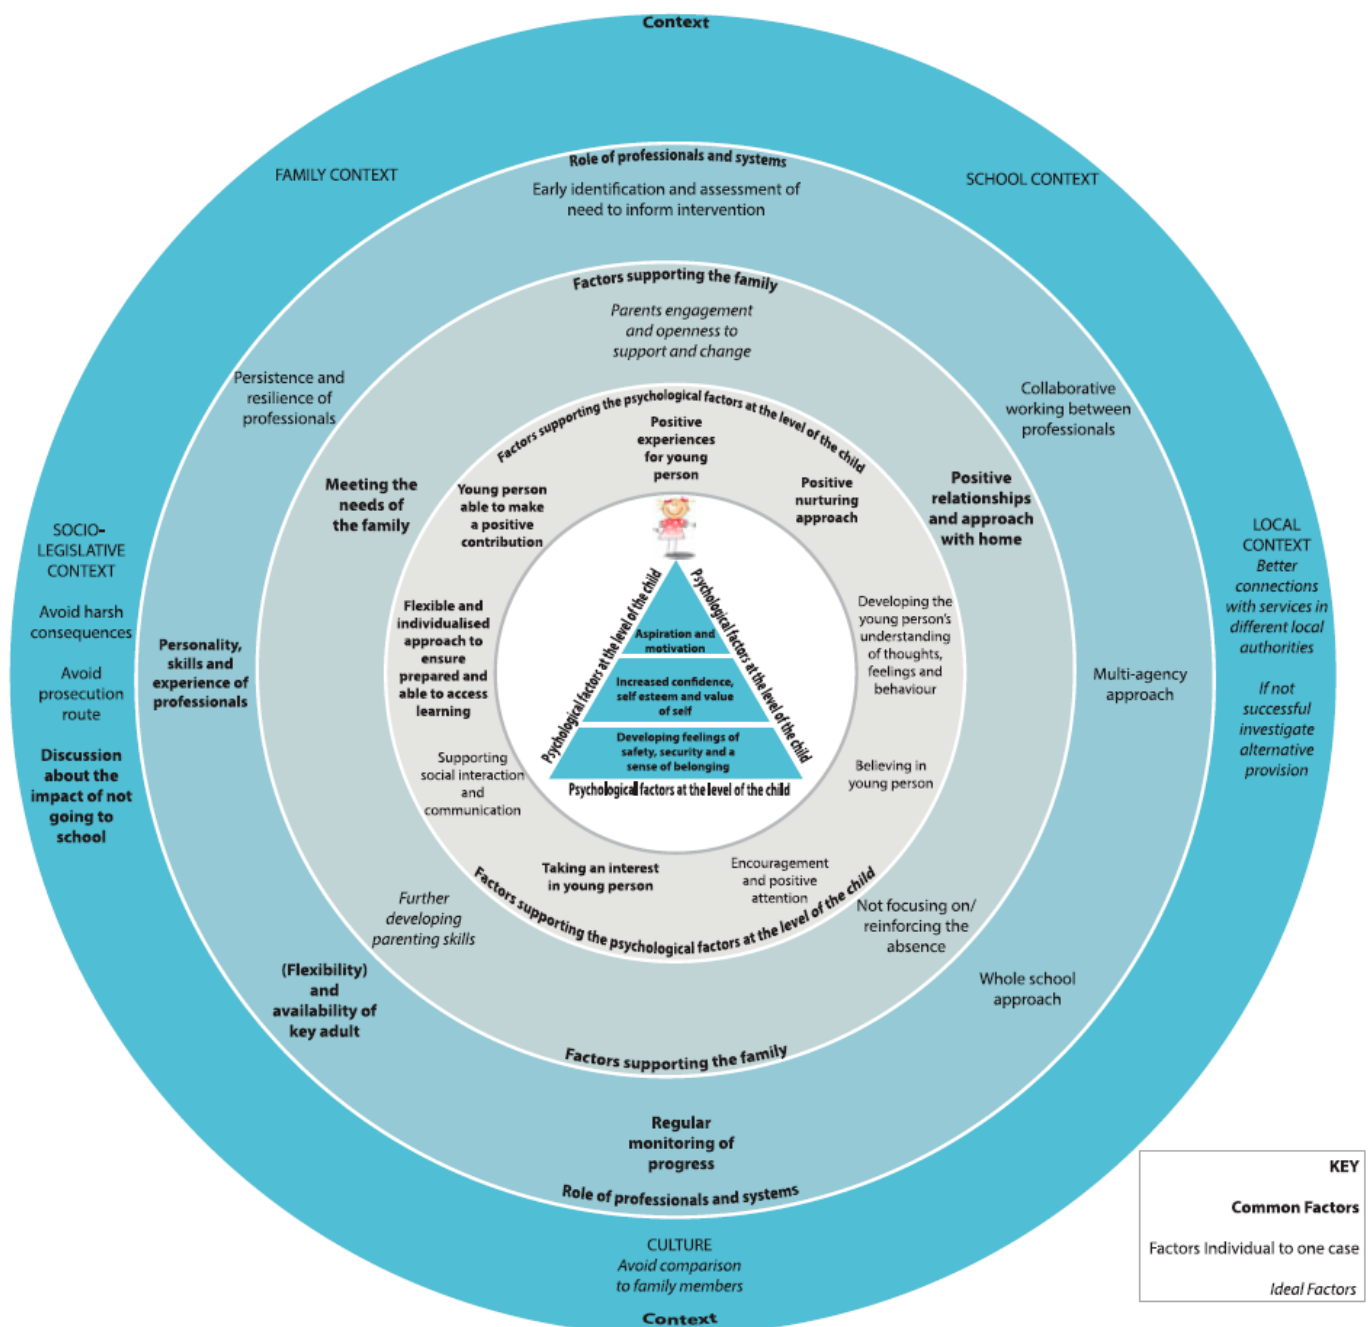 Context
FAMILY CONTEXT
SCHOOL CONTEXT
Role of professionals and systems
Early identification and assessment of
need to inform intervention
Factors supporting the family
Parents engagement
and openness to
support and change
Persistence and
resilience of
professionals
Collaborative
working between
professionals
Factors supporting the psychological factors at the level of the child
Positive
experiences
for young
person
Meeting the
needs of
the family
Young person
able to make
a positive
contribution
Positive
nurturing
approach
Positive
relationships
and approach
with home
SOCIO-
LEGISLATIVE
CONTEXT
Avoid harsh
consequences
Avoid
prosecution
route
Discussion
about the
impact of not
going to
school
Personality,
skills and
experience of
professionals
Flexible and
individualised
approach to
ensure
prepared and
able to access
learning
Psychological factors at the level of the child
Psychological factors at the level of the child
Aspiration and
motivation
Increased confidence,
self esteem and value
of self
Developing feelings of
safety, security and a
sense of belonging
Psychological factors at the level of the child
Developing the
young person's
understanding
of thoughts,
feelings and
behaviour
Multi-agency
approach
LOCAL
CONTEXT
Better
connections
with services in
different local
authorities
If not
successful
investigate
alternative
provision
Supporting
social interaction
and
communication
Believing in
young person
Taking an interest
in young person
Encouragement
and positive
attention
Factors supporting the psychological factors at the level of the child
Further
developing
parenting skills
Not focusing on/
reinforcing the
absence
(Flexibility)
and
availability of
key adult
Whole school
approach
Factors supporting the family
Regular
monitoring of
progress
Role of professionals and systems
CULTURE
Avoid comparison
to family members
Context
KEY
Common Factors
Factors Individual to one case
Ideal Factors